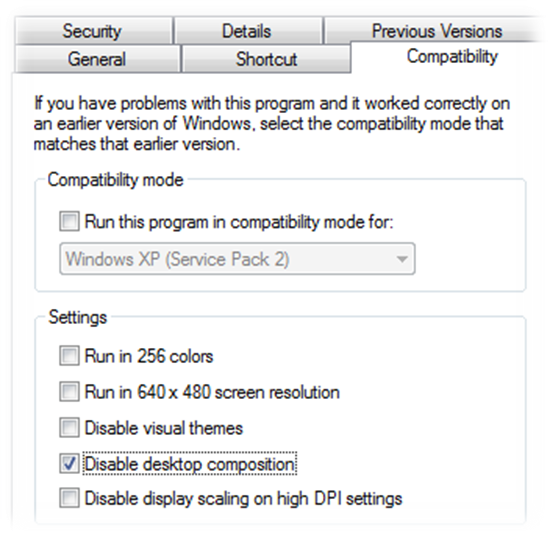 Security Details Previous Versions
General Shortcut Compatibility
If you have problems with this program and it worked correctly on
an earlier version of Windows, select the compatibility mode that
matches that earlier version.
Compatibility mode
Run this program in compatibility mode for:
Windows XP (Service Pack 2)
Settings
Run in 256 colors
Run in 640 x 480 screen resolution
Disable visual themes
Disable desktop composition
Disable display scaling on high DPI settings